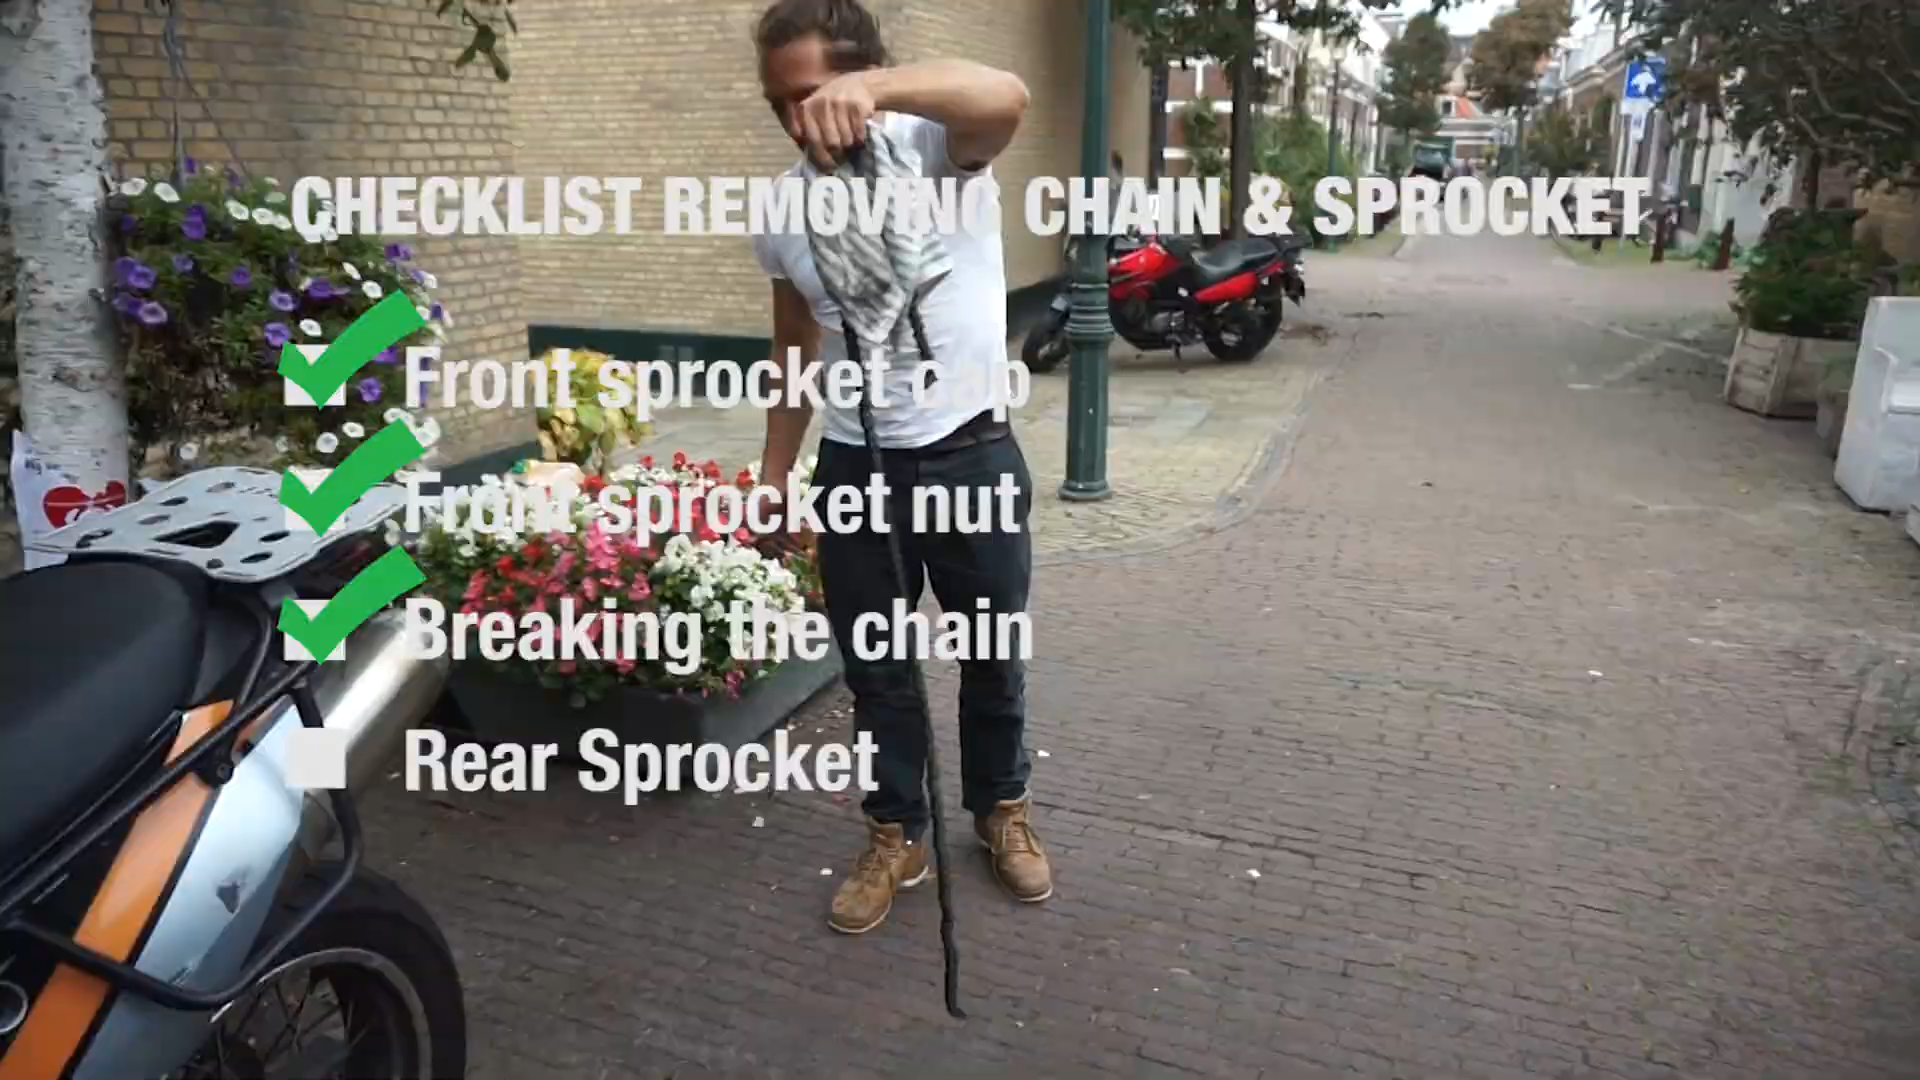 CHECKLIST REMOVING CHAIN & SPROCKET
Front sprocket cap
Front sprocket nut
Breaking the chain
Rear Sprocket